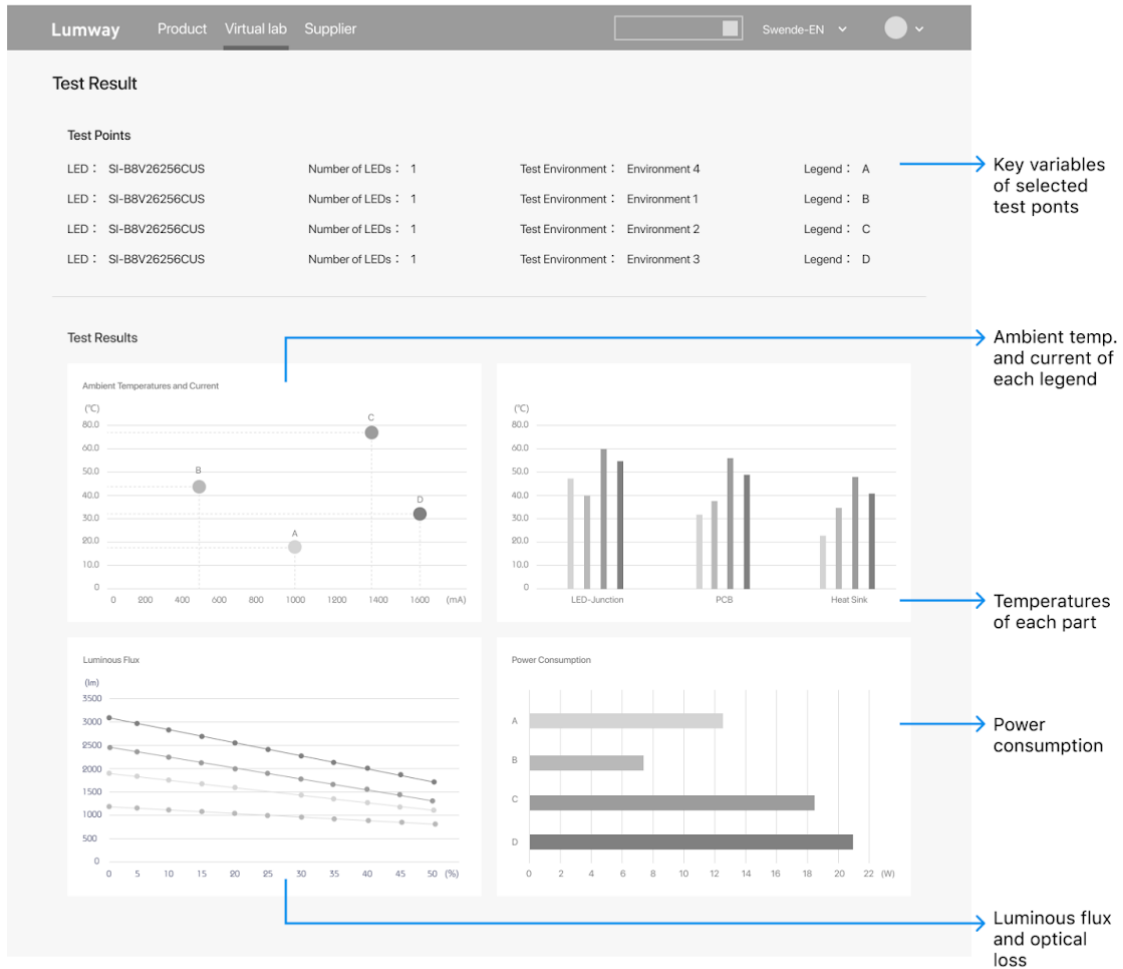 Lumway Product Virtual lab Supplier Swende-EN
Test Result
Test Points
LED： SI-B8V26256CUS Number of LEDs： 1 Test Environment： Environment 4 Legend： A
LED： SI-B8V26256CUS Number of LEDs： 1 Test Environment： Environment 1 Legend： B
LED： SI-B8V26256CUS Number of LEDs： 1 Test Environment： Environment 2 Legend： C
LED： SI-B8V26256CUS Number of LEDs： 1 Test Environment： Environment 3 Legend： D
Key variables
of selected
test ponts
Test Results
Ambient temp.
and current of
each legend
Ambient Temperatures and Current
(℃)
80.0
60.0
50.0
40.0
30.0
20.0
10.0
0
C
B
D
A
0 200 400 600 800 1000 1200 1400 1600 (mA)
(℃)
80.0
60.0
50.0
40.0
30.0
20.0
10.0
0
LED-Junction PCB Heat Sink
Temperatures
of each part
Luminous Flux
(lm)
3500
3000
2500
2000
1500
1000
500
0
0 5 10 15 20 25 30 35 40 45 50 (%)
Power Consumption
A
B
C
D
0 2 4 6 8 10 12 14 16 18 20 22 (W)
Power
consumption
Luminous flux
and optical
loss